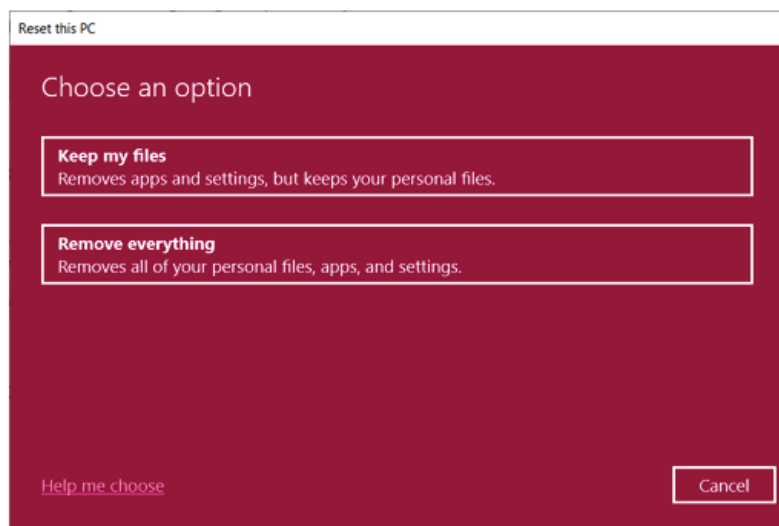 Reset this PC
Choose an option
Keep my files
Removes apps and settings, but keeps your personal files.
Remove everything
Removes all of your personal files, apps, and settings.
Help me choose
Cancel